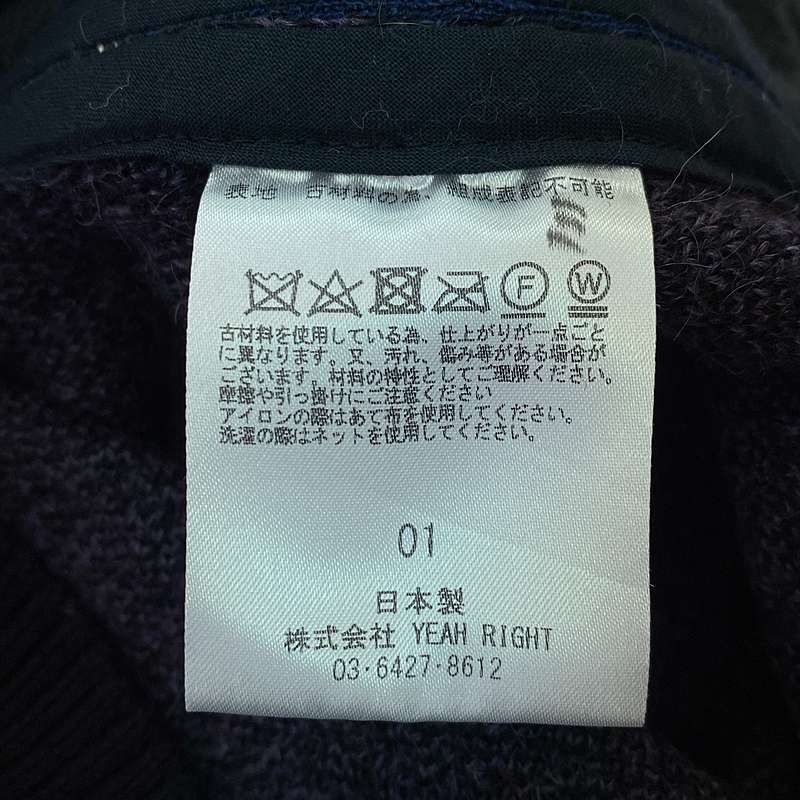 表地 古材料の為、組成表記不可能
F W
古材料を使用している為、仕上がりが一点ごと
に異なります。又、汚れ、傷み等がある場合が
ございます。材料の特性としてご理解ください。
摩擦や引っ掛けにご注意ください
アイロンの際はあて布を使用してください。
洗濯の際はネットを使用してください。
01
日本製
株式会社 YEAH RIGHT
03·6427·8612